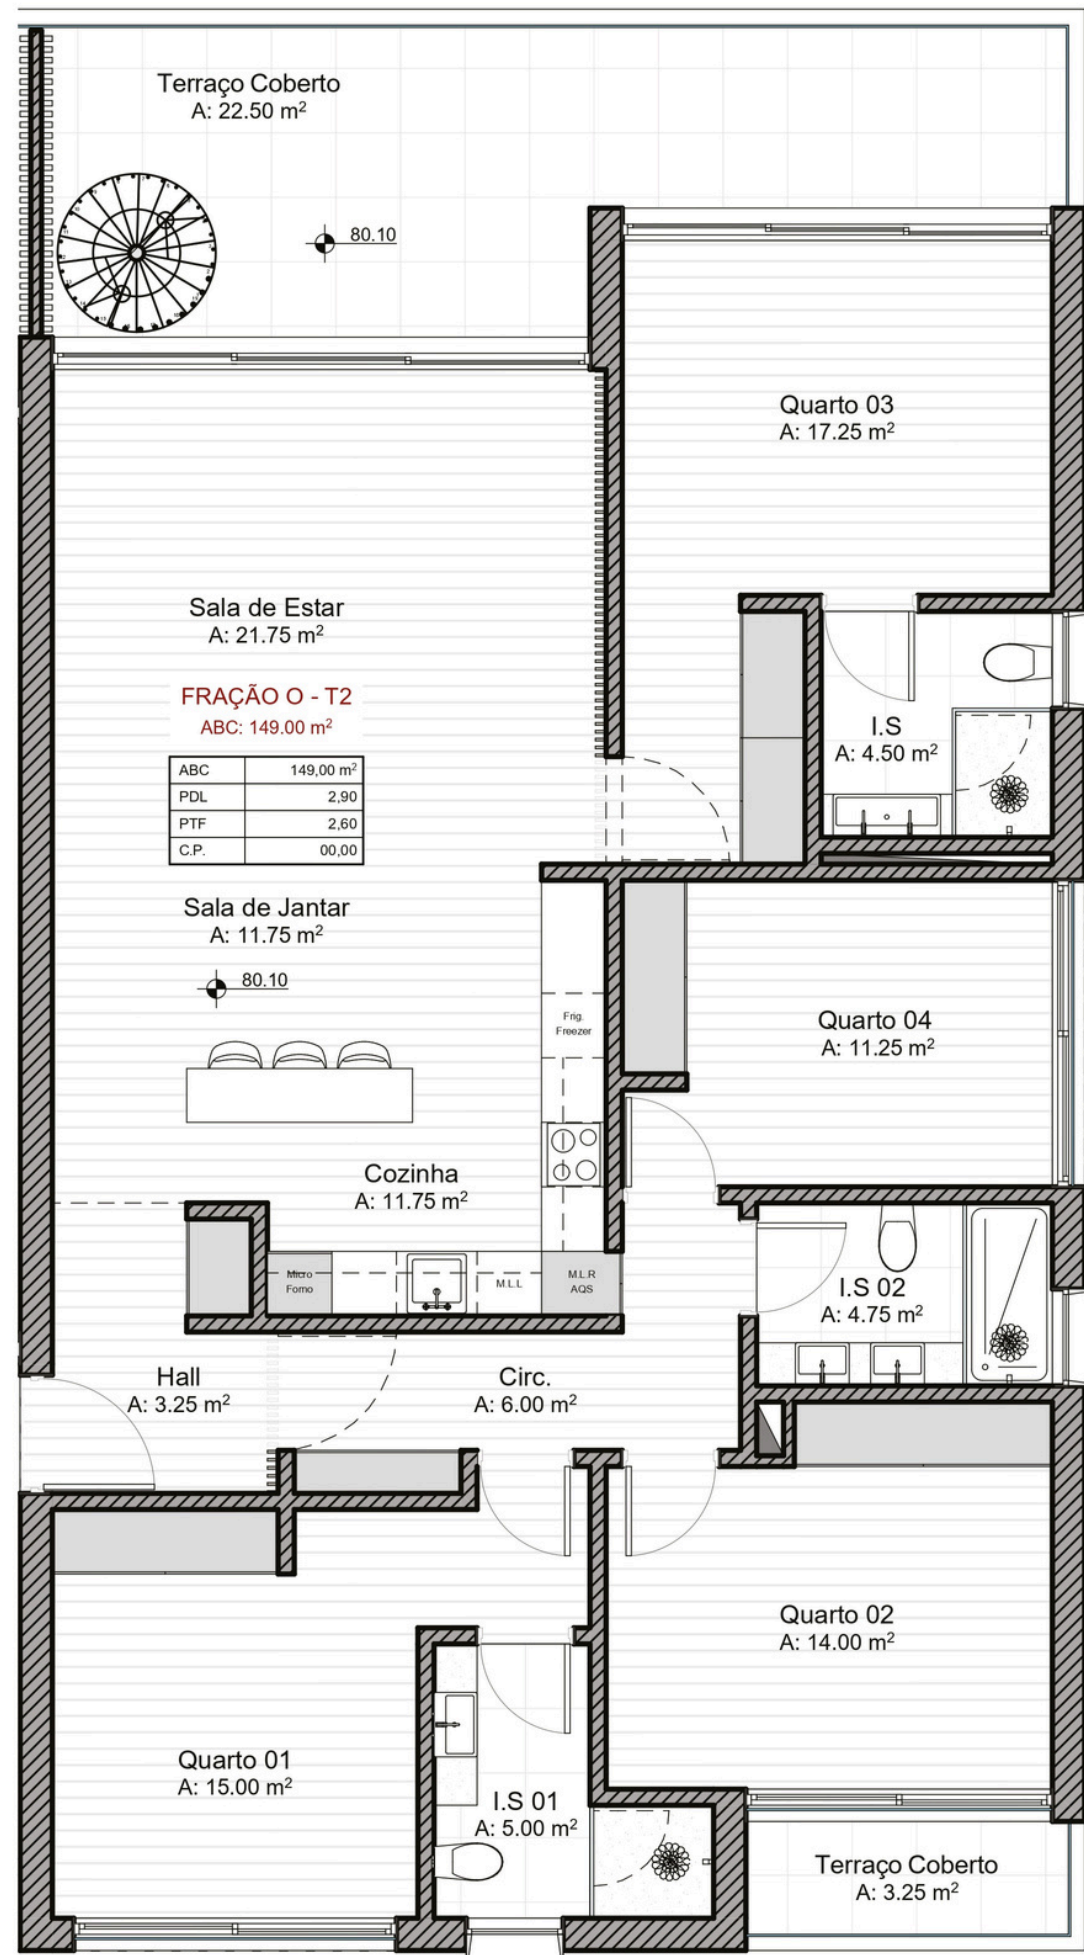 Terraço Coberto
A: 22.50 m²
80.10
Quarto 03
A: 17.25 m²
Sala de Estar
A: 21.75 m²
FRAÇÃO O - T2
ABC: 149.00 m²
ABC 149,00 m²
PDL 2,90
PTF 2,60
C.P. 00,00
I.S
A: 4.50 m²
Sala de Jantar
A: 11.75 m²
80.10
Frig.
Freezer
Quarto 04
A: 11.25 m²
Cozinha
A: 11.75 m²
Micro
Forno
M.L.L
M.L.R
AQS
I.S 02
A: 4.75 m²
Hall
A: 3.25 m²
Circ.
A: 6.00 m²
Quarto 02
A: 14.00 m²
Quarto 01
A: 15.00 m²
I.S 01
A: 5.00 m²
Terraço Coberto
A: 3.25 m²